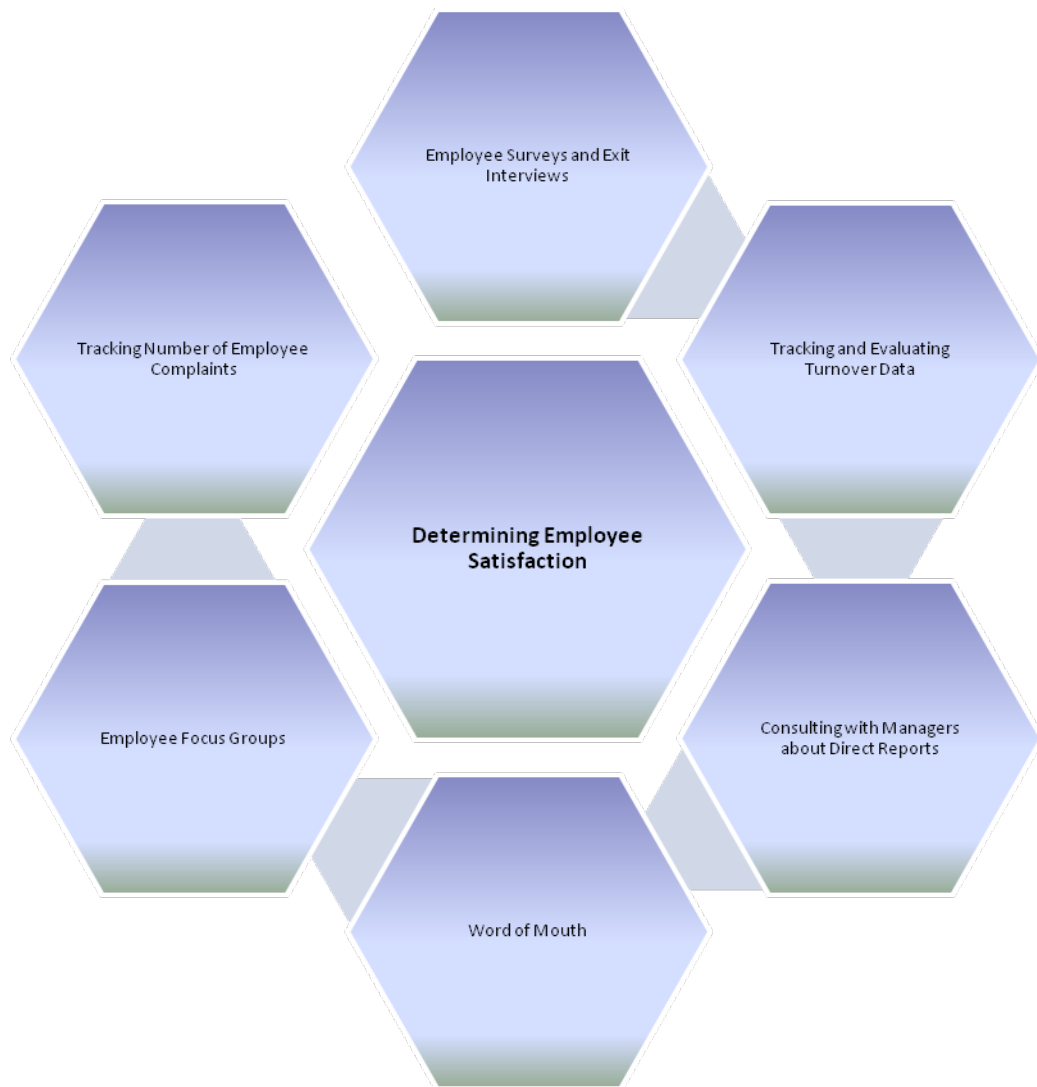 Employee Surveys and Exit
Interviews
Tracking Number of Employee
Complaints
Tracking and Evaluating
Turnover Data
Determining Employee
Satisfaction
Employee Focus Groups
Consulting with Managers
about Direct Reports
Word of Mouth